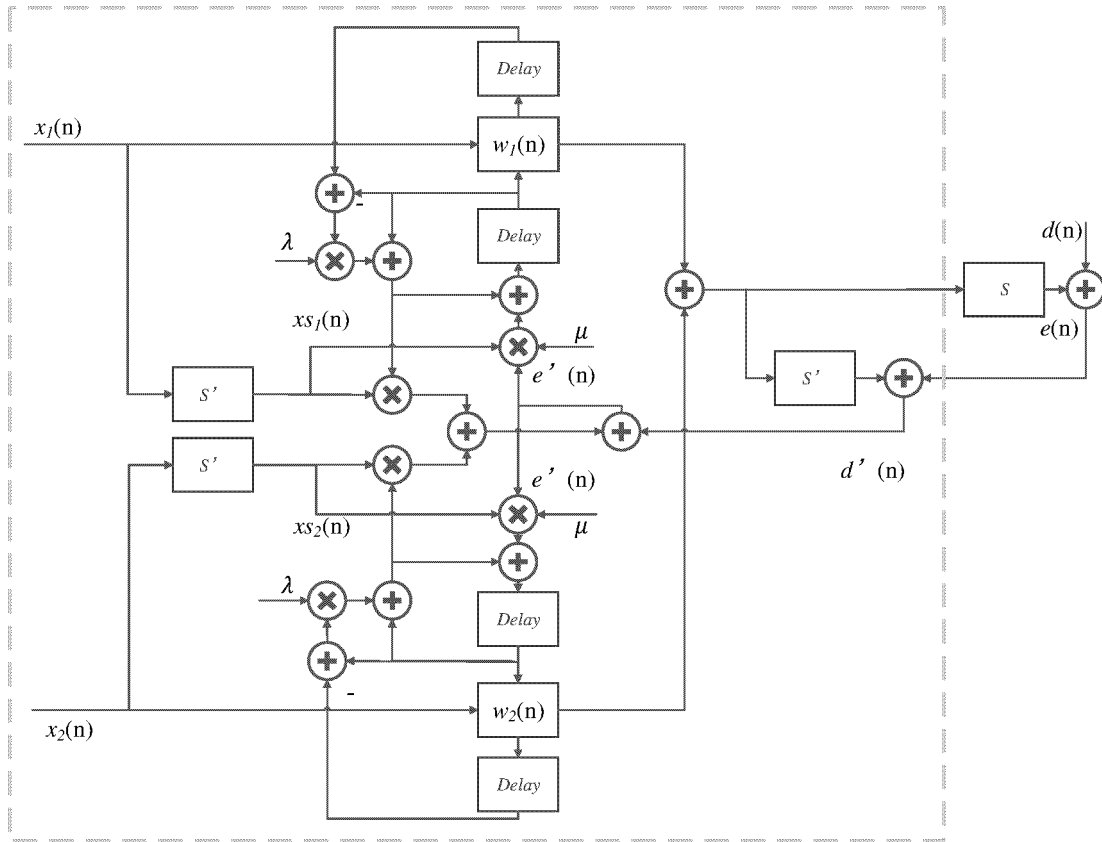 Delay
x1(n)
w1(n)
-
Delay
λ
d(n)
S
xs1(n)
e(n)
μ
e’ (n)
S’
S’
S’
e’ (n)
d’ (n)
xs2(n)
μ
λ
Delay
-
w2(n)
x2(n)
Delay